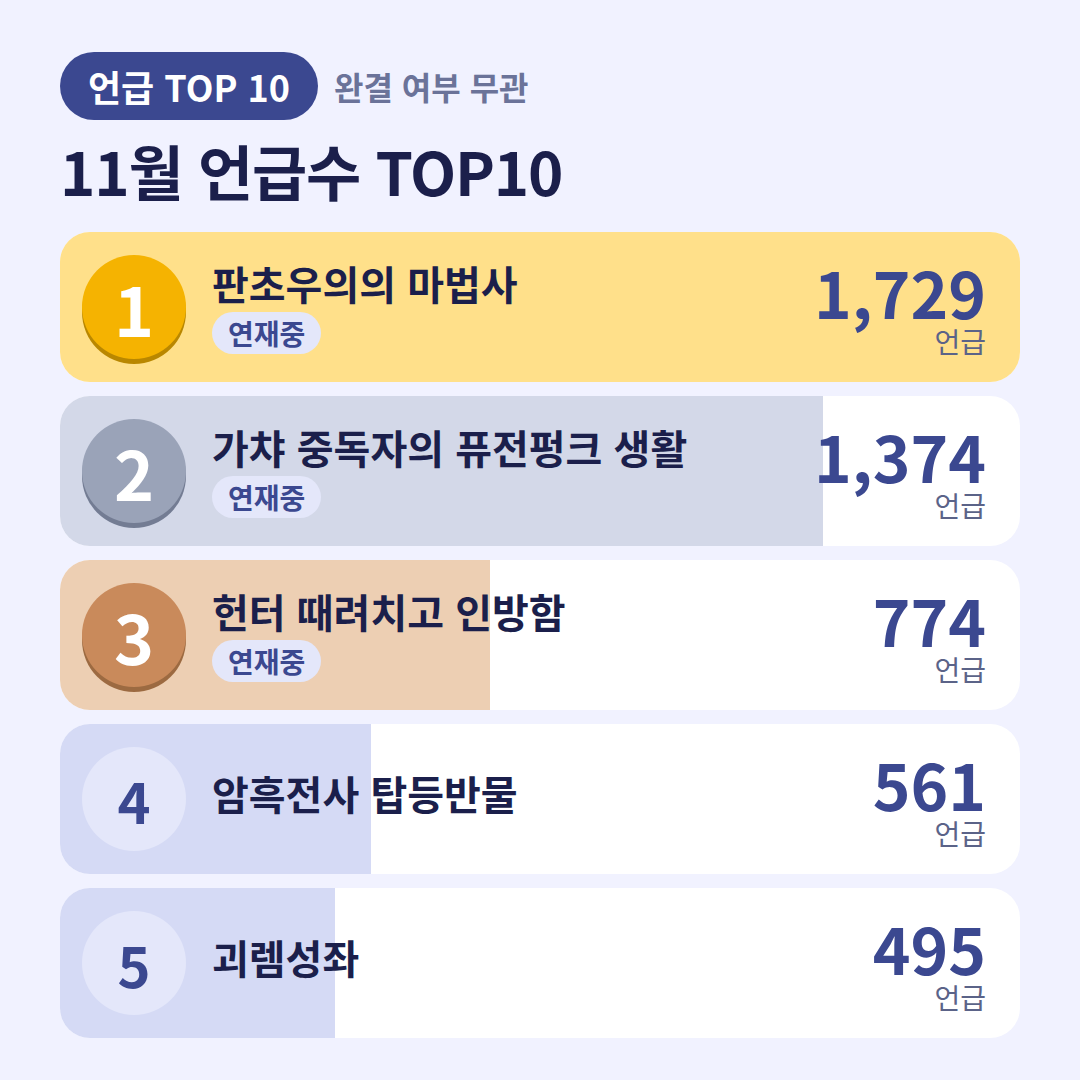 언급 TOP 10
완결 여부 무관
11월 언급수 TOP10
1
판초우의의 마법사
연재중
1,729
언급
2
가챠 중독자의 퓨전펑크 생활
연재중
1,374
언급
3
헌터 때려치고 인방함
연재중
774
언급
4
암흑전사 탑등반물
561
언급
5
괴렘성좌
495
언급